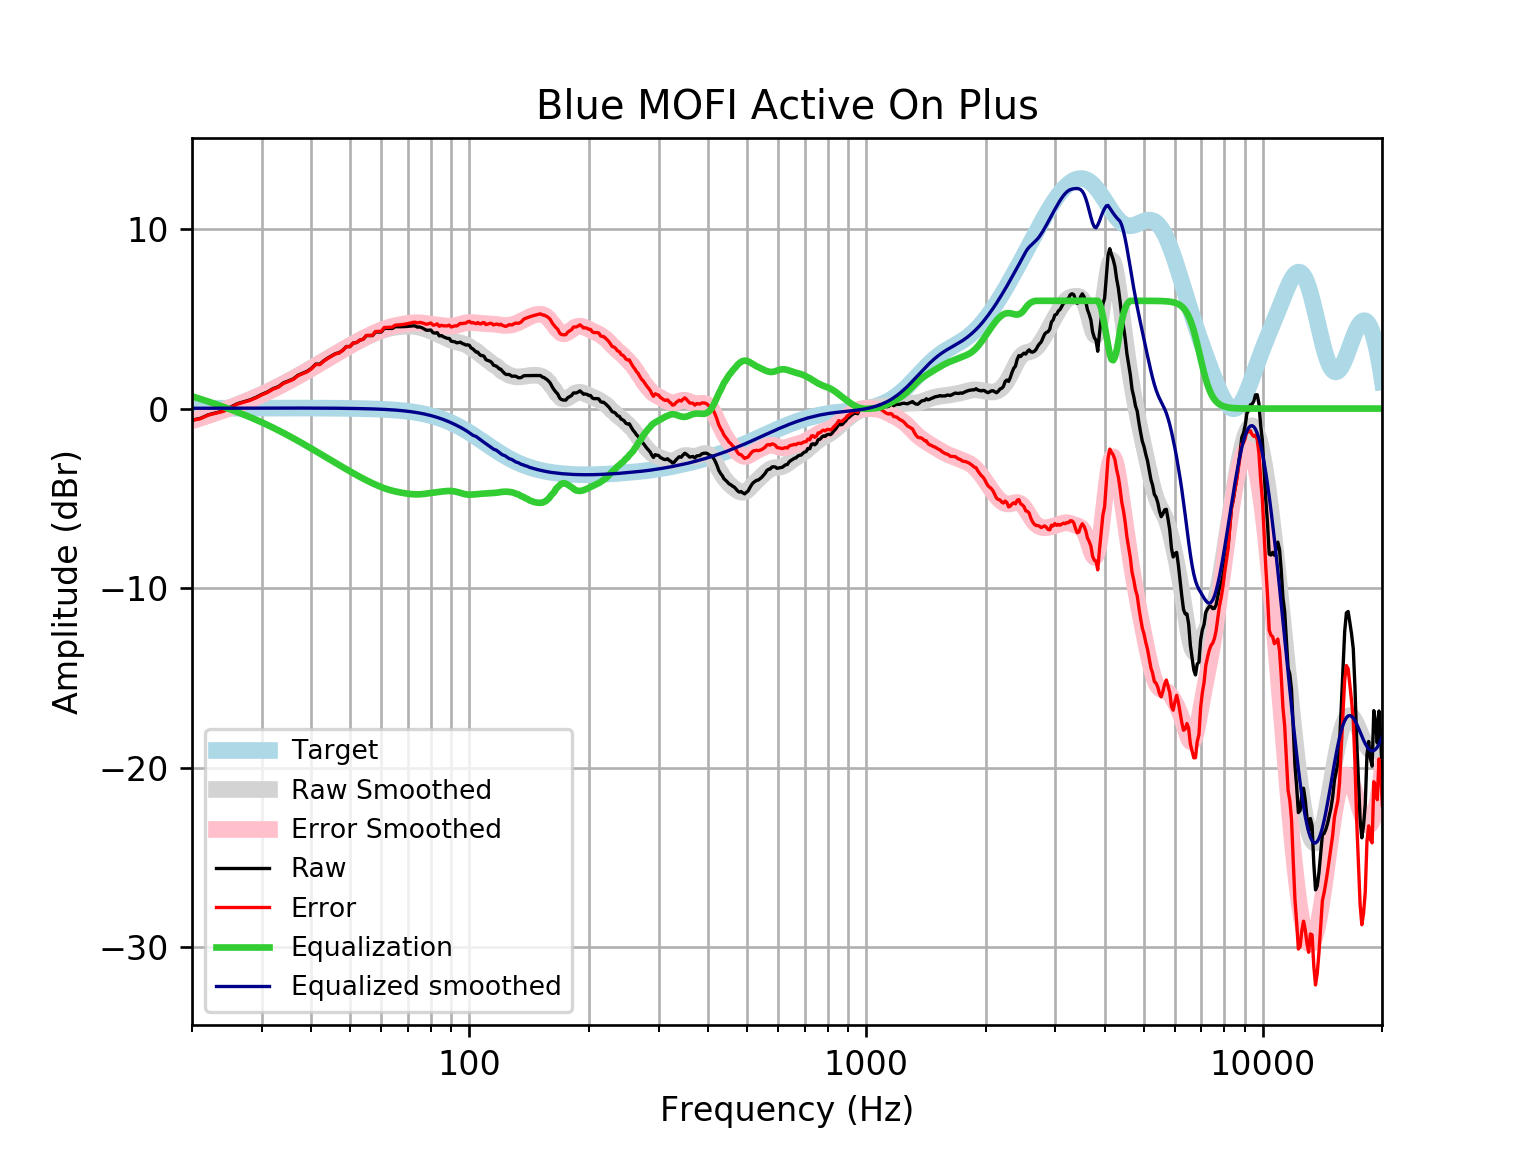 Blue MOFI Active On Plus
Amplitude (dBr)
10
0
−10
−20
−30
Target
Raw Smoothed
Error Smoothed
Raw
Error
Equalization
Equalized smoothed
100
1000
10000
Frequency (Hz)